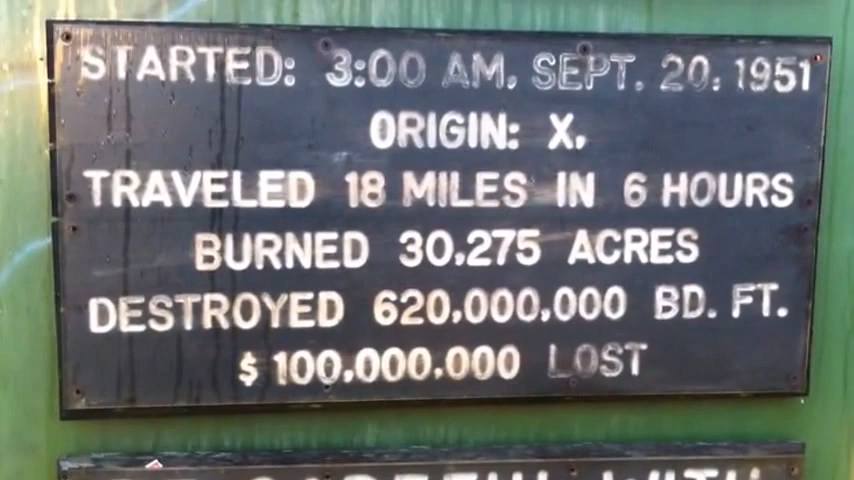 STARTED: 3:00 AM, SEPT. 20, 1951
ORIGIN: X,
TRAVELED 18 MILES IN 6 HOURS
BURNED 30,275 ACRES
DESTROYED 620,000,000 BD. FT.
$100,000,000 LOST
WITH